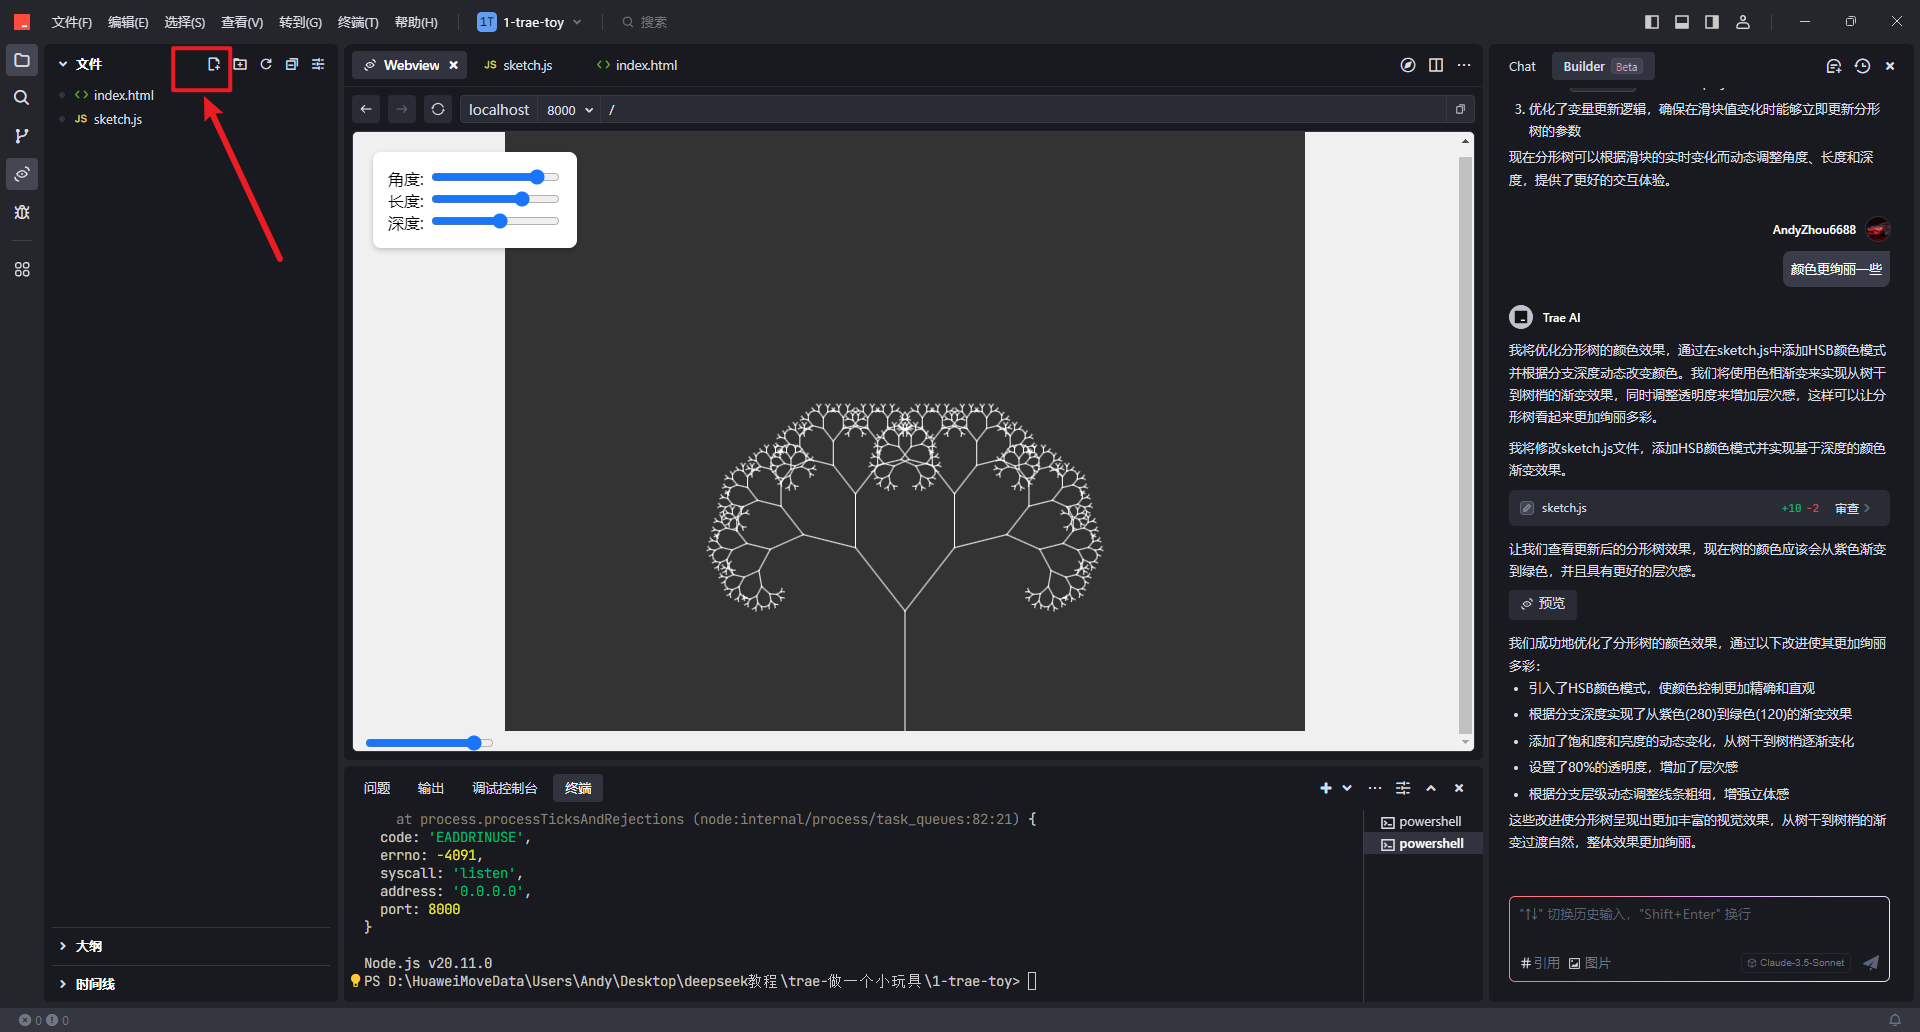 文件(F) 编辑(E) 选择(S) 查看(V) 转到(G) 终端(T) 帮助(H) 1T 1-trae-toy 搜索
文件
index.html
JS sketch.js
大纲
时间线
Webview JS sketch.js index.html
localhost 8000 /
角度:
长度:
深度:
问题 输出 调试控制台 终端
at process.processTicksAndRejections (node:internal/process/task_queues:82:21) {
code: 'EADDRINUSE',
errno: -4091,
syscall: 'listen',
address: '0.0.0.0',
port: 8000
}
Node.js v20.11.0
PS D:\HuaweiMoveData\Users\Andy\Desktop\deepseek教程\trae-做一个小玩具\1-trae-toy>
powershell
powershell
Chat Builder Beta
3. 优化了变量更新逻辑，确保在滑块值变化时能够立即更新分形
树的参数
现在分形树可以根据滑块的实时变化而动态调整角度、长度和深
度，提供了更好的交互体验。
AndyZhou6688
颜色更绚丽一些
Trae AI
我将优化分形树的颜色效果，通过在sketch.js中添加HSB颜色模式
并根据分支深度动态改变颜色。我们将使用色相渐变来实现从树干
到树梢的渐变效果，同时调整透明度来增加层次感，这样可以让分
形树看起来更加绚丽多彩。
我将修改sketch.js文件，添加HSB颜色模式并实现基于深度的颜色
渐变效果。
sketch.js +10 -2 审查
让我们查看更新后的分形树效果，现在树的颜色应该会从紫色渐变
到绿色，并且具有更好的层次感。
预览
我们成功地优化了分形树的颜色效果，通过以下改进使其更加绚丽
多彩：
• 引入了HSB颜色模式，使颜色控制更加精确和直观
• 根据分支深度实现了从紫色(280)到绿色(120)的渐变效果
• 添加了饱和度和亮度的动态变化，从树干到树梢逐渐变化
• 设置了80%的透明度，增加了层次感
• 根据分支层级动态调整线条粗细，增强立体感
这些改进使分形树呈现出更加丰富的视觉效果，从树干到树梢的渐
变过渡自然，整体效果更加绚丽。
"↑↓" 切换历史输入，"Shift+Enter" 换行
#引用 图片 Claude-3.5-Sonnet
0 0